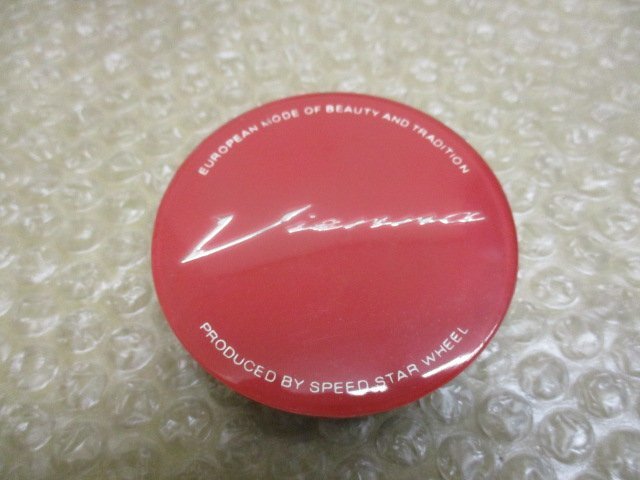 EUROPEAN MODE OF BEAUTY AND TRADITION
Vienna
PRODUCED BY SPEED STAR WHEEL